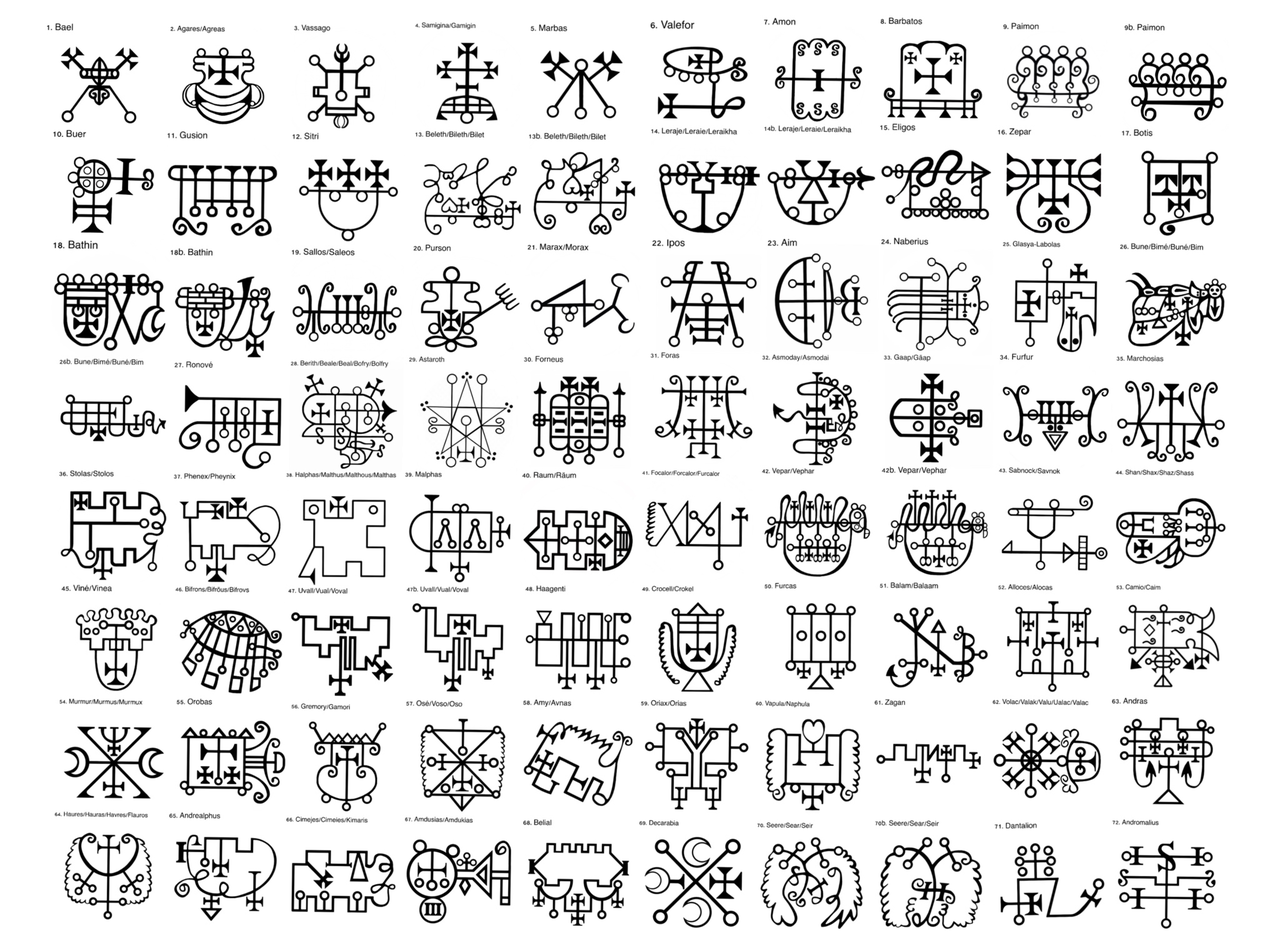 1. Bael
2. Agares/Agreas
3. Vassago
4. Samigina/Gamigin
5. Marbas
6. Valefor
7. Amon
8. Barbatos
9. Paimon
9b. Paimon
10. Buer
11. Gusion
12. Sitri
13. Beleth/Bileth/Bilet
13b. Beleth/Bileth/Bilet
14. Leraje/Leraie/Leraikha
14b. Leraje/Leraie/Leraikha
15. Eligos
16. Zepar
17. Botis
18. Bathin
18b. Bathin
19. Sallos/Saleos
20. Purson
21. Marax/Morax
22. Ipos
23. Aim
24. Naberius
25. Glasya-Labolas
26. Bune/Bimé/Buné/Bim
26b. Bune/Bimé/Buné/Bim
27. Ronové
28. Berith/Beale/Beal/Bofry/Bolfry
29. Astaroth
30. Forneus
31. Foras
32. Asmoday/Asmodai
33. Gaap/Gäap
34. Furfur
35. Marchosias
36. Stolas/Stolos
37. Phenex/Pheynix
38. Halphas/Malthus/Malthous/Malthas
39. Malphas
40. Raum/Räum
41. Focalor/Forcalor/Furcalor
42. Vepar/Vephar
42b. Vepar/Vephar
43. Sabnock/Savnok
44. Shan/Shax/Shaz/Shass
45. Viné/Vinea
46. Bifrons/Bifröus/Bifrovs
47. Uvall/Vual/Voval
47b. Uvall/Vual/Voval
48. Haagenti
49. Crocell/Crokel
50. Furcas
51. Balam/Balaam
52. Alloces/Alocas
53. Camio/Caim
54. Murmur/Murmus/Murmux
55. Orobas
56. Gremory/Gamori
57. Osé/Voso/Oso
58. Amy/Avnas
59. Oriax/Orias
60. Vapula/Naphula
61. Zagan
62. Volac/Valak/Valu/Ualac/Valac
63. Andras
64. Haures/Hauras/Havres/Flauros
65. Andrealphus
66. Cimejes/Cimeies/Kimaris
67. Amdusias/Amdukias
68. Belial
69. Decarabia
70. Seere/Sear/Seir
70b. Seere/Sear/Seir
71. Dantalion
72. Andromalius